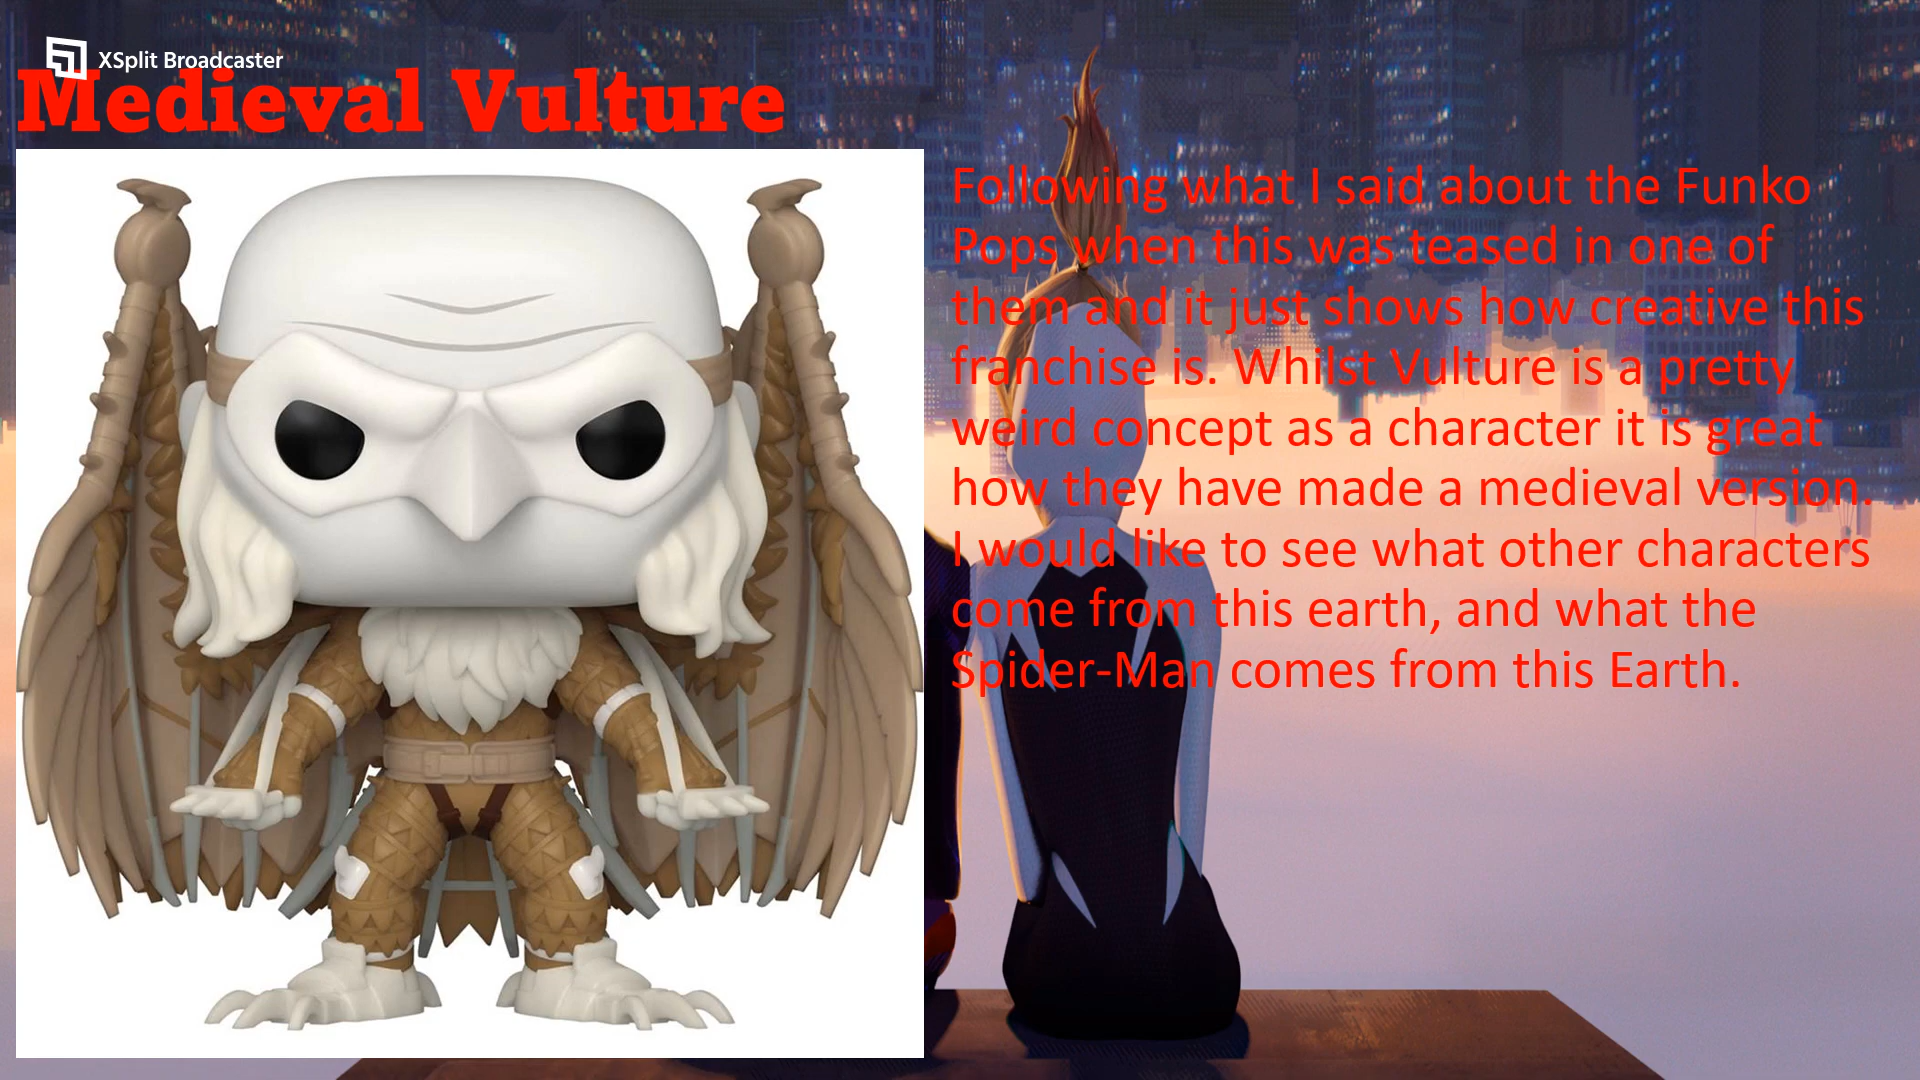 XSplit Broadcaster
Medieval Vulture
Following what I said about the Funko
Pops when this was teased in one of
them and it just shows how creative this
franchise is. Whilst Vulture is a pretty
weird concept as a character it is great
how they have made a medieval version.
I would like to see what other characters
come from this earth, and what the
Spider-Man comes from this Earth.